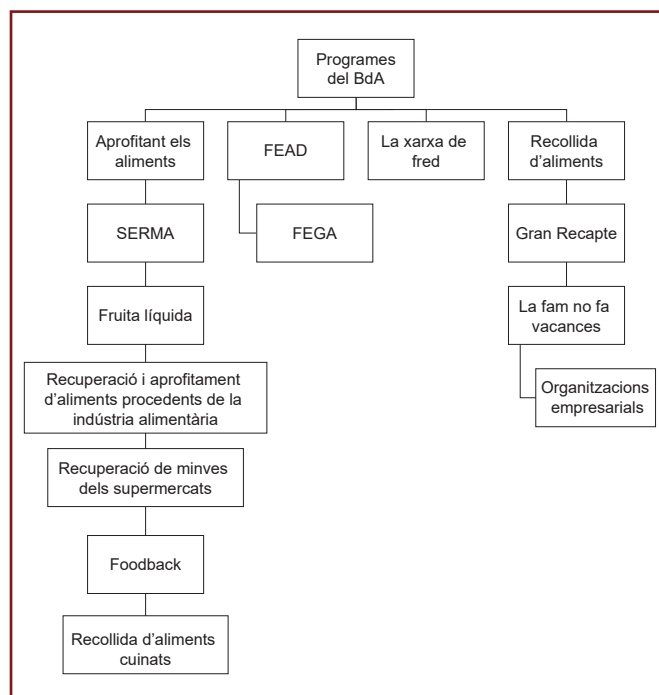 Programes
del BdA
Aprofitant els
aliments
FEAD
La xarxa de
fred
Recollida
d’aliments
SERMA
FEGA
Gran Recapte
Fruita líquida
La fam no fa
vacances
Recuperació i aprofitament
d’aliments procedents de la
indústria alimentària
Organitzacions
empresarials
Recuperació de minves
dels supermercats
Foodback
Recollida d’aliments
cuinats